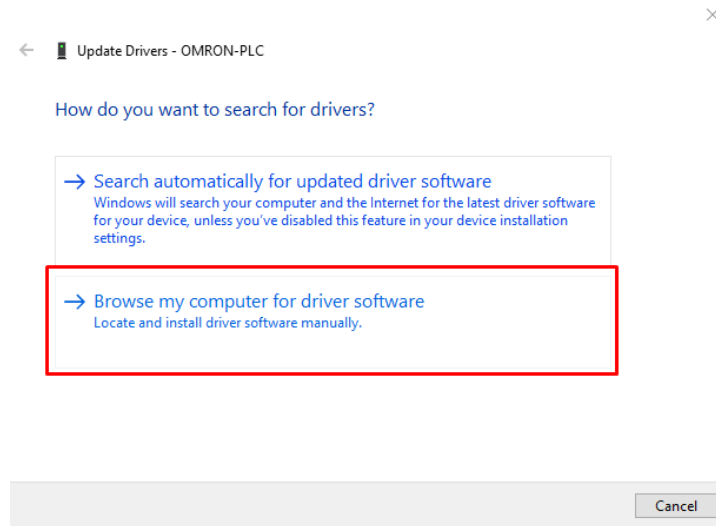 Update Drivers - OMRON-PLC
How do you want to search for drivers?
Search automatically for updated driver software
Windows will search your computer and the Internet for the latest driver software
for your device, unless you've disabled this feature in your device installation
settings.
Browse my computer for driver software
Locate and install driver software manually.
Cancel